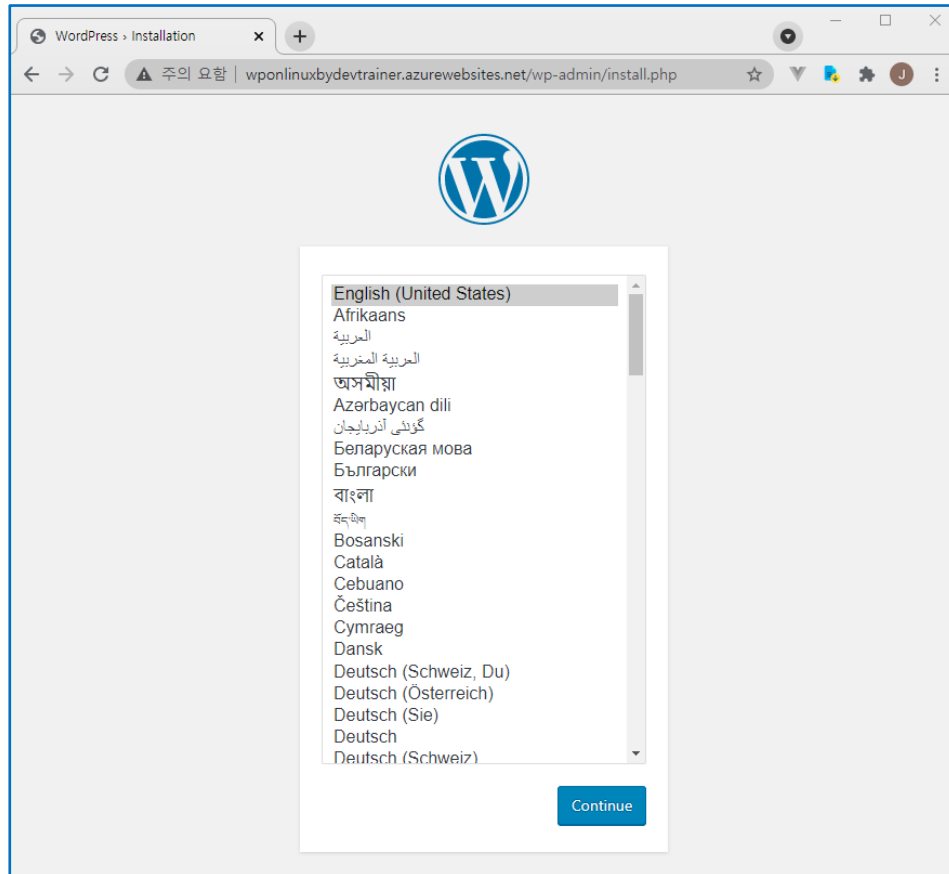 WordPress › Installation
주의 요함 | wponlinuxbydevtrainer.azurewebsites.net/wp-admin/install.php
J
English (United States)
Afrikaans
العربية
العربية المغربية
অসমীয়া
Azərbaycan dili
گؤنئی آذربایجان
Беларуская мова
Български
বাংলা
བོད་ཡིག
Bosanski
Català
Cebuano
Čeština
Cymraeg
Dansk
Deutsch (Schweiz, Du)
Deutsch (Österreich)
Deutsch (Sie)
Deutsch
Deutsch (Schweiz)
Continue